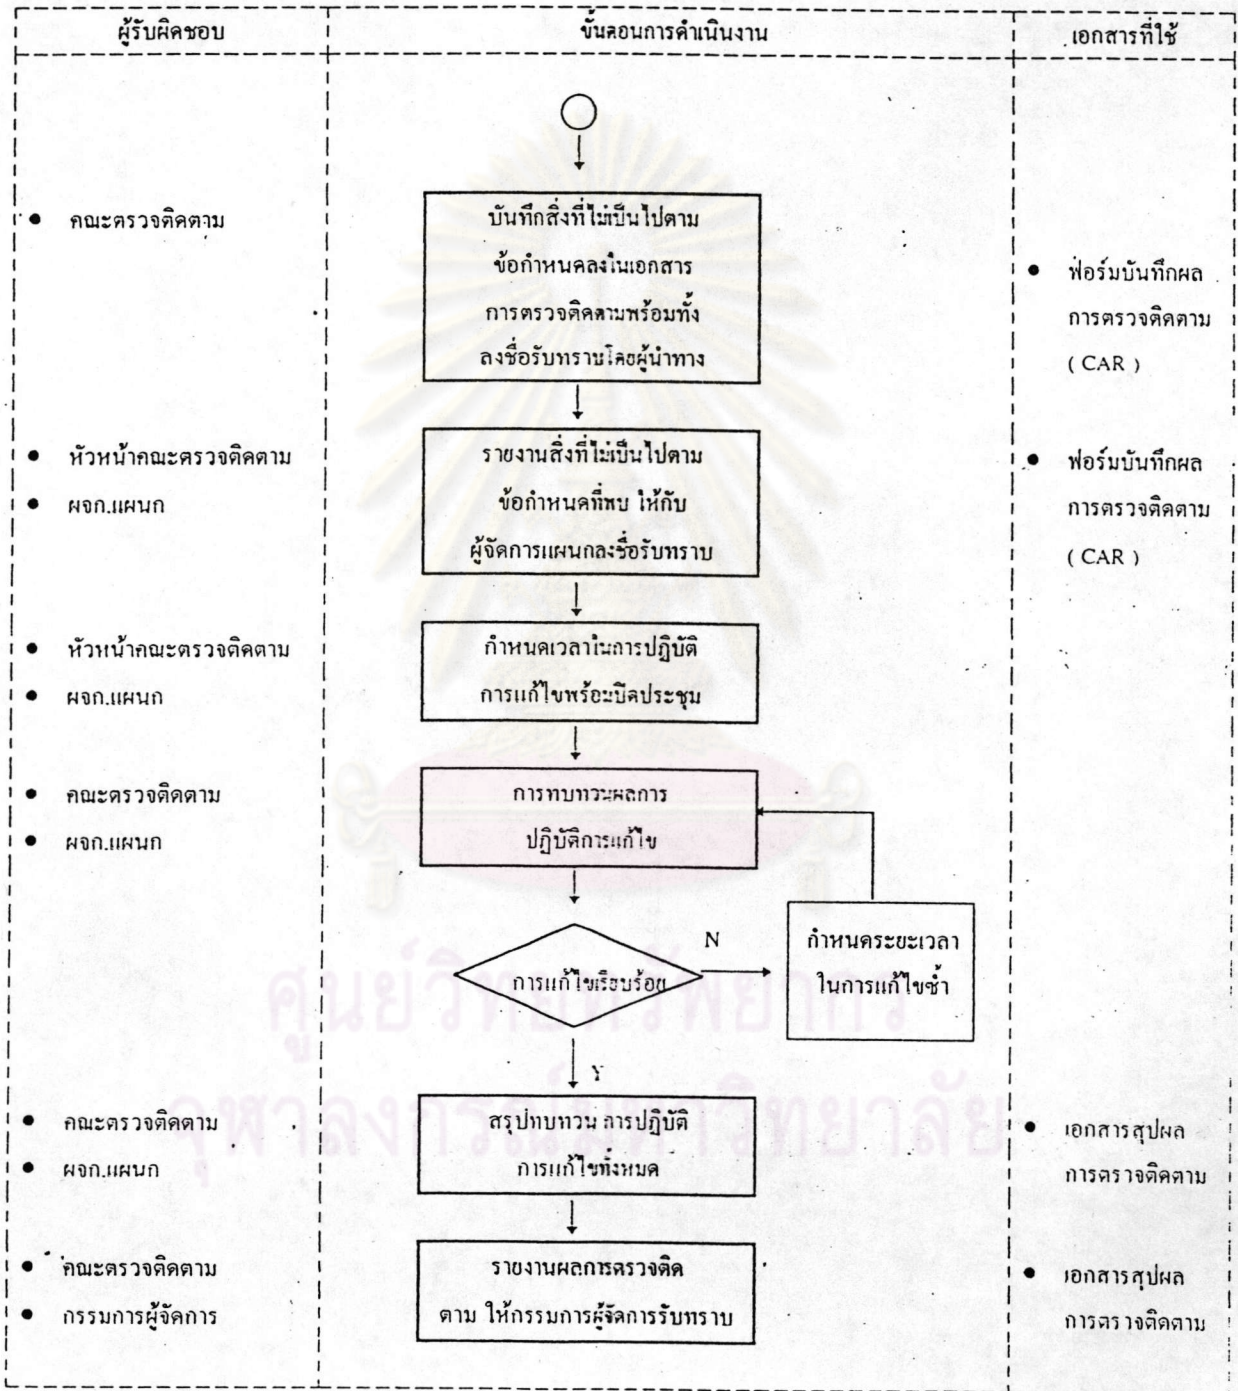 ผู้รับผิดชอบ
ขั้นตอนการดำเนินงาน
เอกสารที่ใช้
คณะตรวจติดตาม
บันทึกสิ่งที่ไม่เป็นไปตาม
ข้อกำหนดลงในเอกสาร
การตรวจติดตามพร้อมทั้ง
ลงชื่อรับทราบโดยผู้นำทาง
ฟอร์มบันทึกผล
การตรวจติดตาม
( CAR )
หัวหน้าคณะตรวจติดตาม
ผจก.แผนก
รายงานสิ่งที่ไม่เป็นไปตาม
ข้อกำหนดที่พบ ให้กับ
ผู้จัดการแผนกลงชื่อรับทราบ
ฟอร์มบันทึกผล
การตรวจติดตาม
( CAR )
หัวหน้าคณะตรวจติดตาม
ผจก.แผนก
กำหนดเวลาในการปฏิบัติ
การแก้ไขพร้อมปิดประชุม
คณะตรวจติดตาม
ผจก.แผนก
การทบทวนผลการ
ปฏิบัติการแก้ไข
การแก้ไขเรียบร้อย
N
กำหนดระยะเวลา
ในการแก้ไขซ้ำ
Y
ศูนย์วิทยทรัพยากร
จุฬาลงกรณ์มหาวิทยาลัย
คณะตรวจติดตาม
ผจก.แผนก
สรุปทบทวน การปฏิบัติ
การแก้ไขทั้งหมด
เอกสารสุปผล
การตรวจติดตาม
คณะตรวจติดตาม
กรรมการผู้จัดการ
รายงานผลการตรวจติด
ตาม ให้กรรมการผู้จัดการรับทราบ
เอกสารสุปผล
การตรวจติดตาม